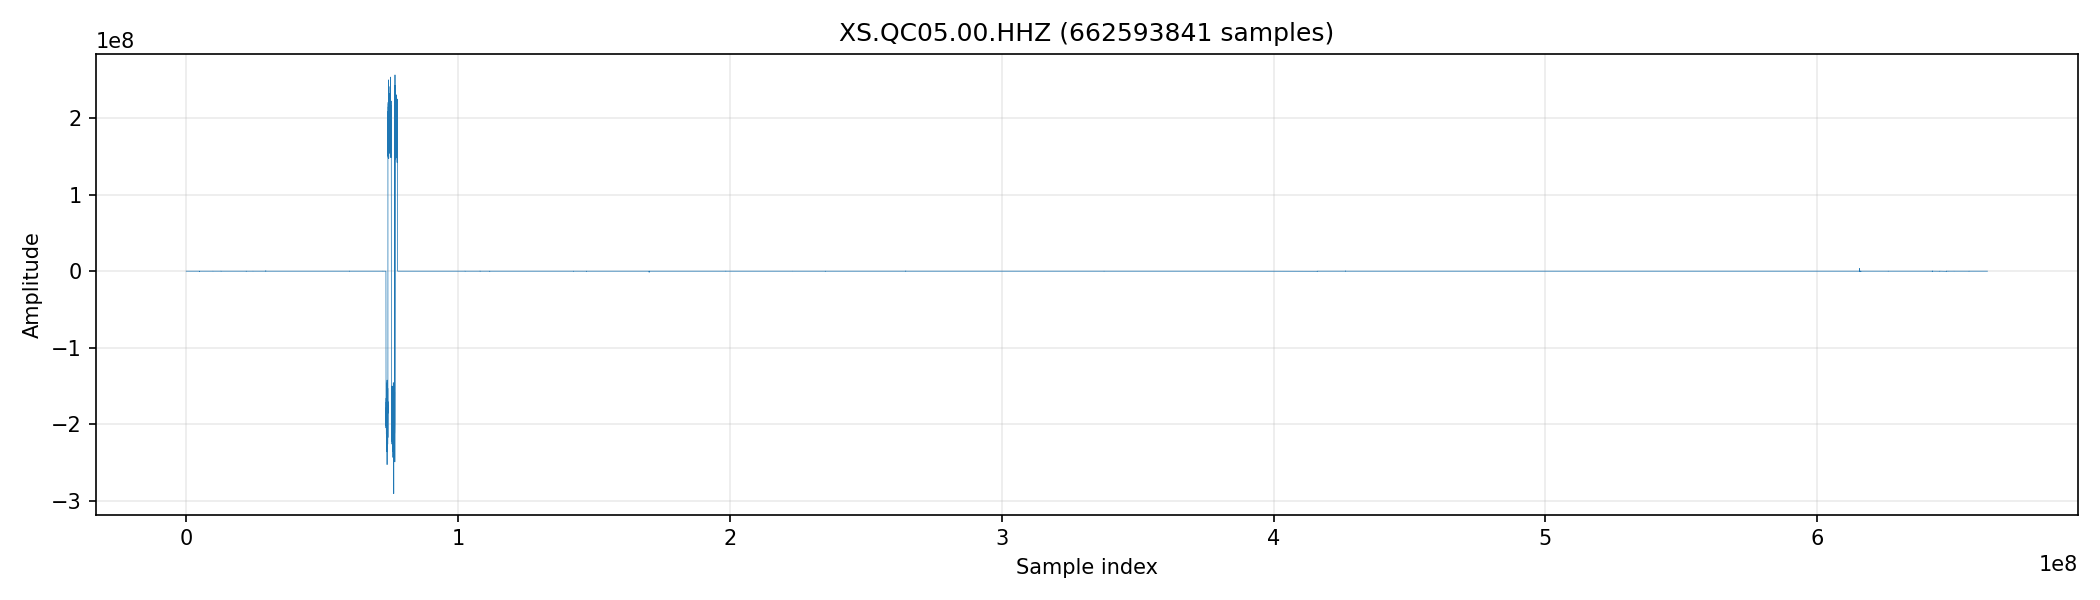 XS.QC05.00.HHZ (662593841 samples)
1e8
2
1
0
−1
−2
−3
Amplitude
0 1 2 3 4 5 6
1e8
Sample index